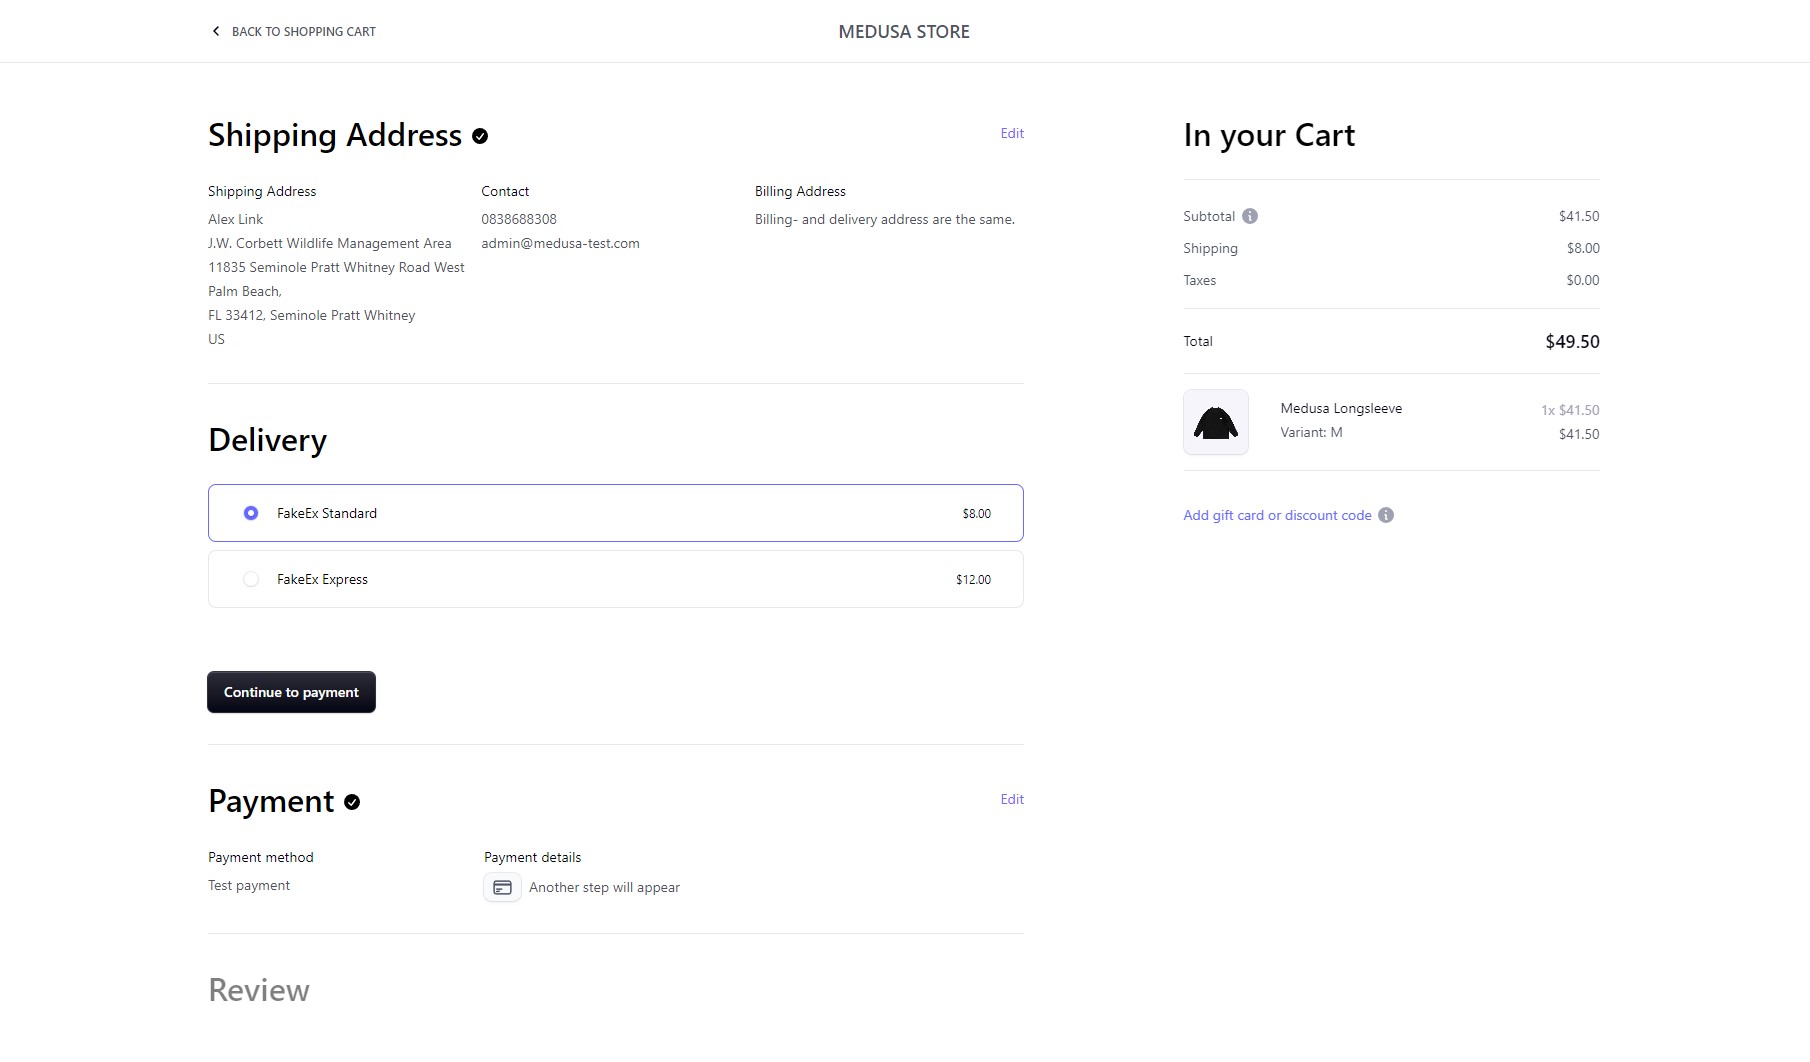 BACK TO SHOPPING CART
MEDUSA STORE
Shipping Address
Edit
Shipping Address
Alex Link
J.W. Corbett Wildlife Management Area
11835 Seminole Pratt Whitney Road West
Palm Beach,
FL 33412, Seminole Pratt Whitney
US
Contact
0838688308
admin@medusa-test.com
Billing Address
Billing- and delivery address are the same.
Delivery
FakeEx Standard
$8.00
FakeEx Express
$12.00
Continue to payment
Payment
Edit
Payment method
Test payment
Payment details
Another step will appear
Review
In your Cart
Subtotal
$41.50
Shipping
$8.00
Taxes
$0.00
Total
$49.50
Medusa Longsleeve
Variant: M
1x $41.50
$41.50
Add gift card or discount code